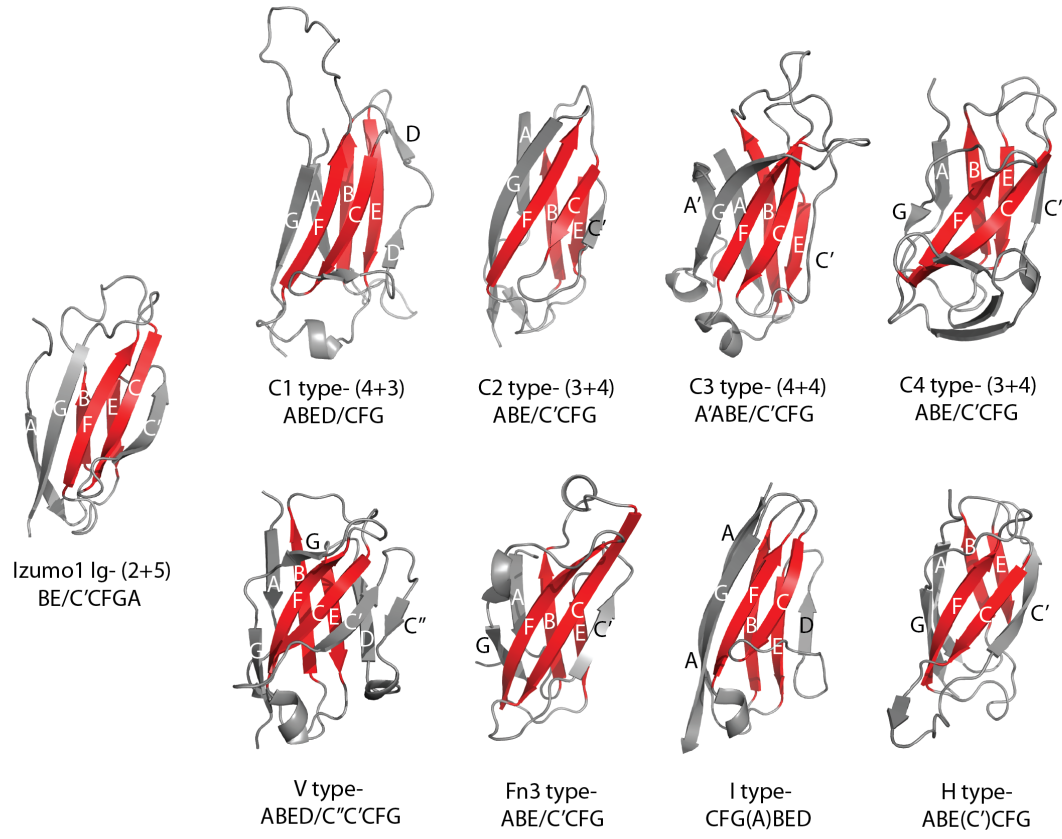 D
A
B
G
C
E
F
D
C1 type- (4+3)
ABED/CFG
A
G
C
F
B
E
C'
C2 type- (3+4)
ABE/C'CFG
A'
G
A
B
F
C
E
C'
C3 type- (4+4)
A'ABE/C'CFG
A
B
E
G
F
C
C'
C4 type- (3+4)
ABE/C'CFG
B
E
C
A
G
F
C'
Izumo1 Ig- (2+5)
BE/C'CFGA
G
A
B
F
C
E
C'
D
C"
G
V type-
ABED/C"C'CFG
A
F
B
C
E
C'
G
Fn3 type-
ABE/C'CFG
A
G
F
C
B
E
D
A
I type-
CFG(A)BED
B
E
A
F
C
G
C'
H type-
ABE(C')CFG